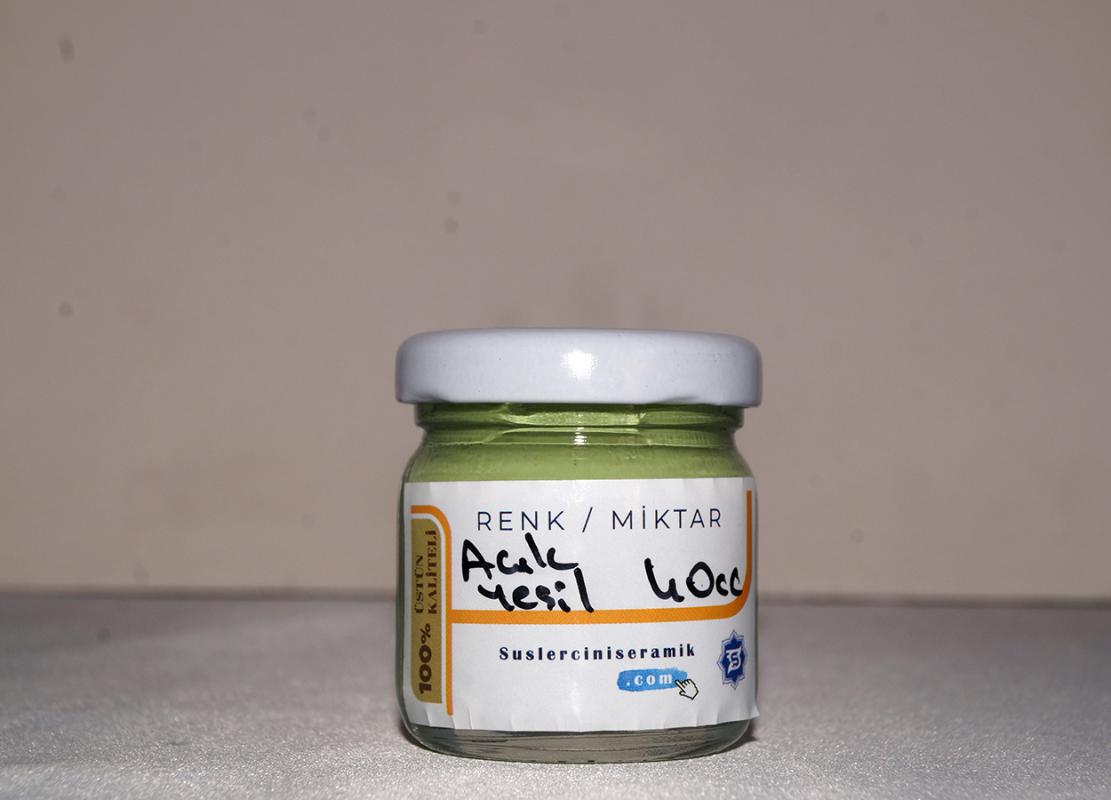 RENK / MİKTAR
Acık
yesil
40cc
100% ÜSTÜN
KALİTELİ
Suslerciniseramik
.com